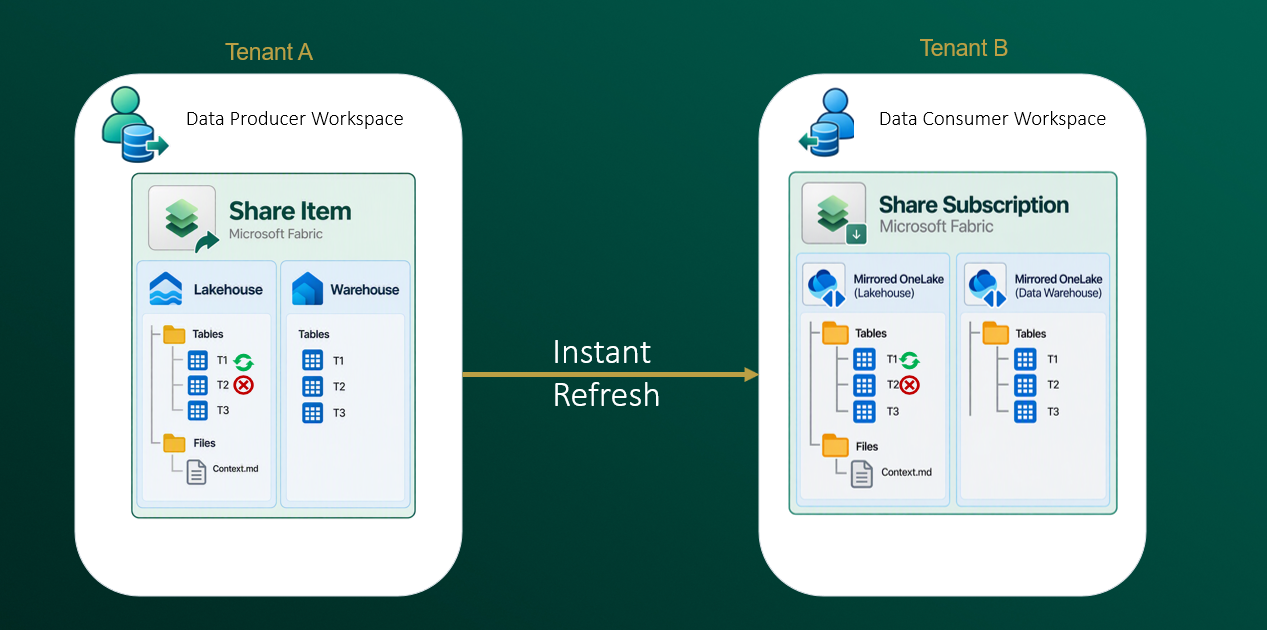 Tenant A
Data Producer Workspace
Share Item
Microsoft Fabric
Lakehouse
Tables
T1
T2
T3
Files
Context.md
Warehouse
Tables
T1
T2
T3
Instant
Refresh
Tenant B
Data Consumer Workspace
Share Subscription
Microsoft Fabric
Mirrored OneLake
(Lakehouse)
Tables
T1
T2
T3
Files
Context.md
Mirrored OneLake
(Data Warehouse)
Tables
T1
T2
T3